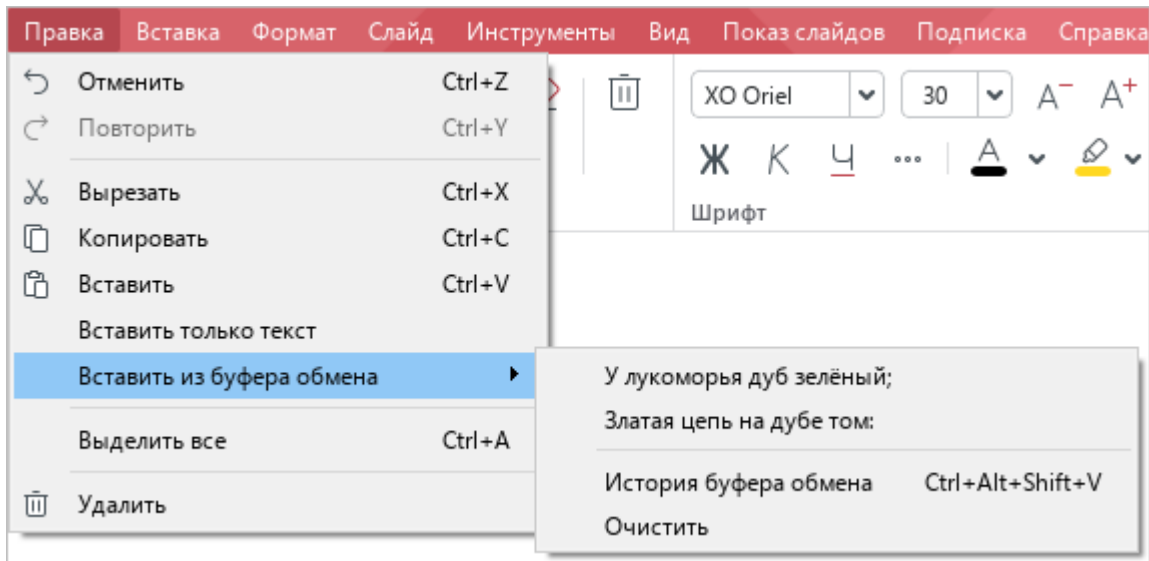 Правка Вставка Формат Слайд Инструменты Вид Показ слайдов Подписка Справка
Отменить Ctrl+Z
Повторить Ctrl+Y
Вырезать Ctrl+X
Копировать Ctrl+C
Вставить Ctrl+V
Вставить только текст
Вставить из буфера обмена
Выделить все Ctrl+A
Удалить
XO Oriel 30 A− A+
Ж К Ч A
Шрифт
У лукоморья дуб зелёный;
Златая цепь на дубе том:
История буфера обмена Ctrl+Alt+Shift+V
Очистить